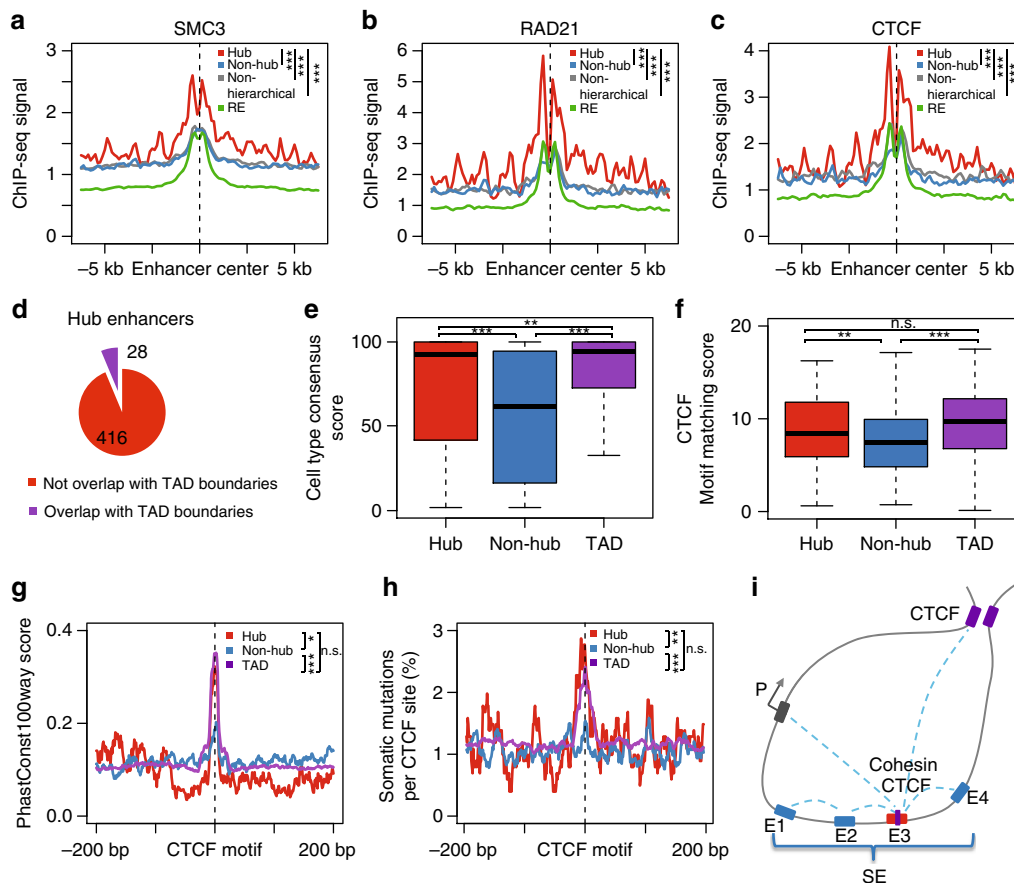 a
SMC3
ChIP-seq signal
3
2
1
0
Hub
Non-hub
Non-
hierarchical
RE
***
***
***
–5 kb Enhancer center 5 kb
b
RAD21
ChIP-seq signal
6
5
4
3
2
1
0
Hub
Non-hub
Non-
hierarchical
RE
***
***
***
–5 kb Enhancer center 5 kb
c
CTCF
ChIP-seq signal
4
3
2
1
0
Hub
Non-hub
Non-
hierarchical
RE
***
***
***
–5 kb Enhancer center 5 kb
d
Hub enhancers
28
416
Not overlap with TAD boundaries
Overlap with TAD boundaries
e
Cell type consensus
score
100
50
0
**
***
***
Hub Non-hub TAD
f
CTCF
Motif matching score
20
10
0
n.s.
**
***
Hub Non-hub TAD
g
PhastConst100way score
0.4
0.2
0.0
Hub
Non-hub
TAD
*
***
n.s.
–200 bp CTCF motif 200 bp
h
Somatic mutations
per CTCF site (%)
3
2
1
0
Hub
Non-hub
TAD
**
***
n.s.
–200 bp CTCF motif 200 bp
i
CTCF
P
Cohesin
CTCF
E1
E2
E3
E4
SE